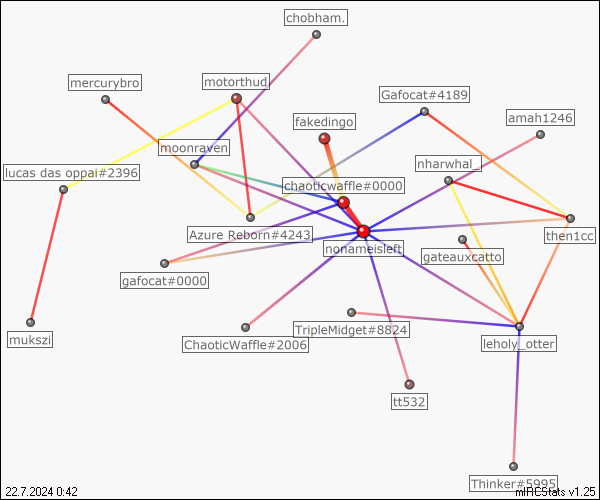 chobham.
mercurybro
motorthud
Gafocat#4189
fakedingo
amah1246
moonraven
nharwhal_
lucas das oppai#2396
chaoticwaffle#0000
Azure Reborn#4243
then1cc
nonameisleft
gateauxcatto
gafocat#0000
TripleMidget#8824
mukszi
ChaoticWaffle#2006
leholy_otter
tt532
Thinker#5995
22.7.2024 0:42
mIRCStats v1.25